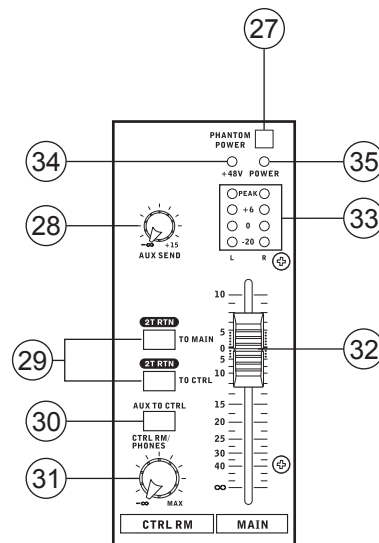 27
PHANTOM
POWER
34
+48V POWER
35
PEAK
+6
0
-20
L R
33
28
-∞ +15
AUX SEND
10
5
0
5
10
15
20
25
30
40
∞
32
29
2T RTN
TO MAIN
2T RTN
TO CTRL
30
AUX TO CTRL
31
CTRL RM/
PHONES
-∞ MAX
CTRL RM MAIN